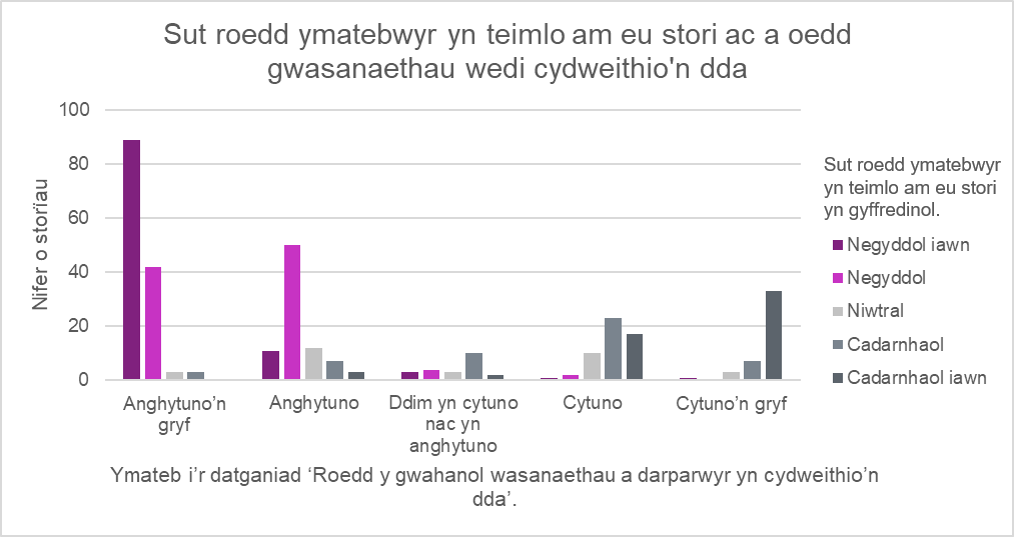 Sut roedd ymatebwyr yn teimlo am eu stori ac a oedd
gwasanaethau wedi cydweithio'n dda
100
80
60
40
20
0
Nifer o storïau
Anghytuno’n
gryf
Anghytuno
Ddim yn cytuno
nac yn
anghytuno
Cytuno
Cytuno’n gryf
Ymateb i’r datganiad ‘Roedd y gwahanol wasanaethau a darparwyr yn cydweithio’n
dda’.
Sut roedd ymatebwyr
yn teimlo am eu stori
yn gyffredinol.
Negyddol iawn
Negyddol
Niwtral
Cadarnhaol
Cadarnhaol iawn